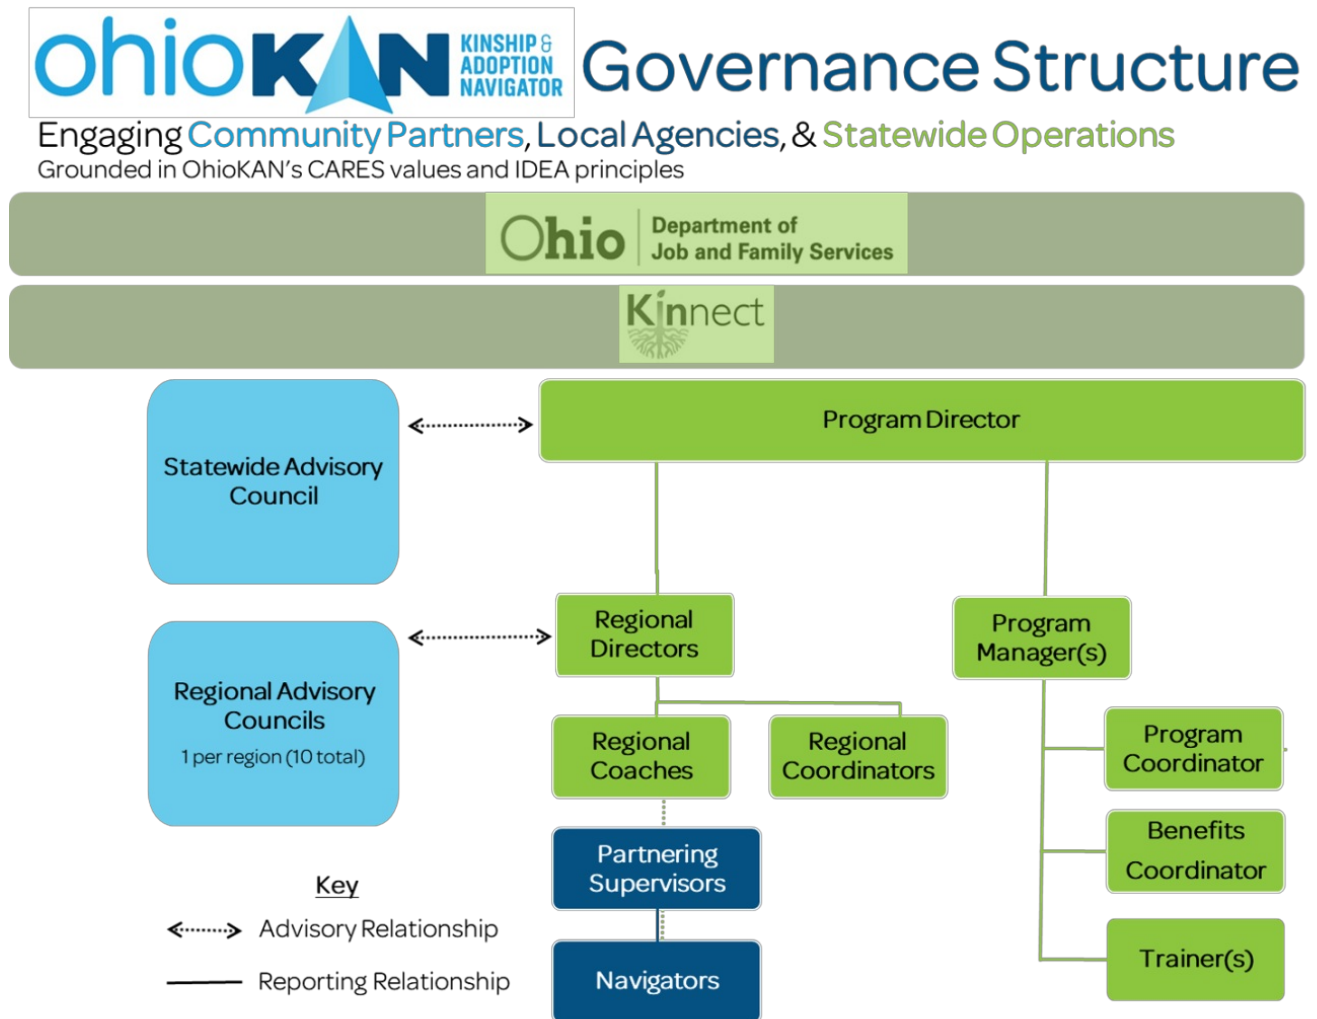 ohioKAN KINSHIP & ADOPTION NAVIGATOR Governance Structure
Engaging Community Partners, Local Agencies, & Statewide Operations
Grounded in OhioKAN's CARES values and IDEA principles
Ohio Department of
Job and Family Services
Kinnect
Program Director
Statewide Advisory
Council
Regional
Directors
Program
Manager(s)
Regional Advisory
Councils
1 per region (10 total)
Regional
Coaches
Regional
Coordinators
Program
Coordinator
Partnering
Supervisors
Benefits
Coordinator
Key
Advisory Relationship
Reporting Relationship
Navigators
Trainer(s)